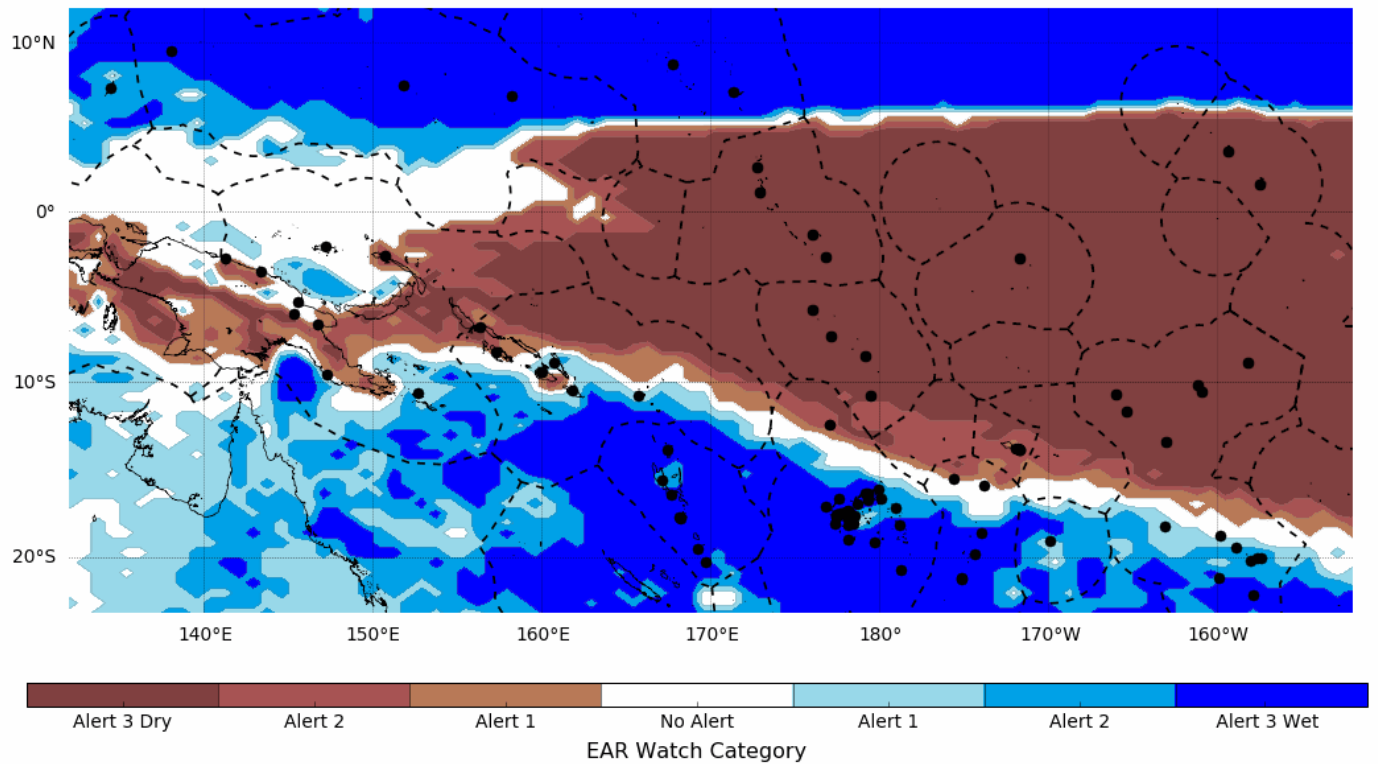 10°N
0°
10°S
20°S
140°E 150°E 160°E 170°E 180° 170°W 160°W
Alert 3 Dry Alert 2 Alert 1 No Alert Alert 1 Alert 2 Alert 3 Wet
EAR Watch Category